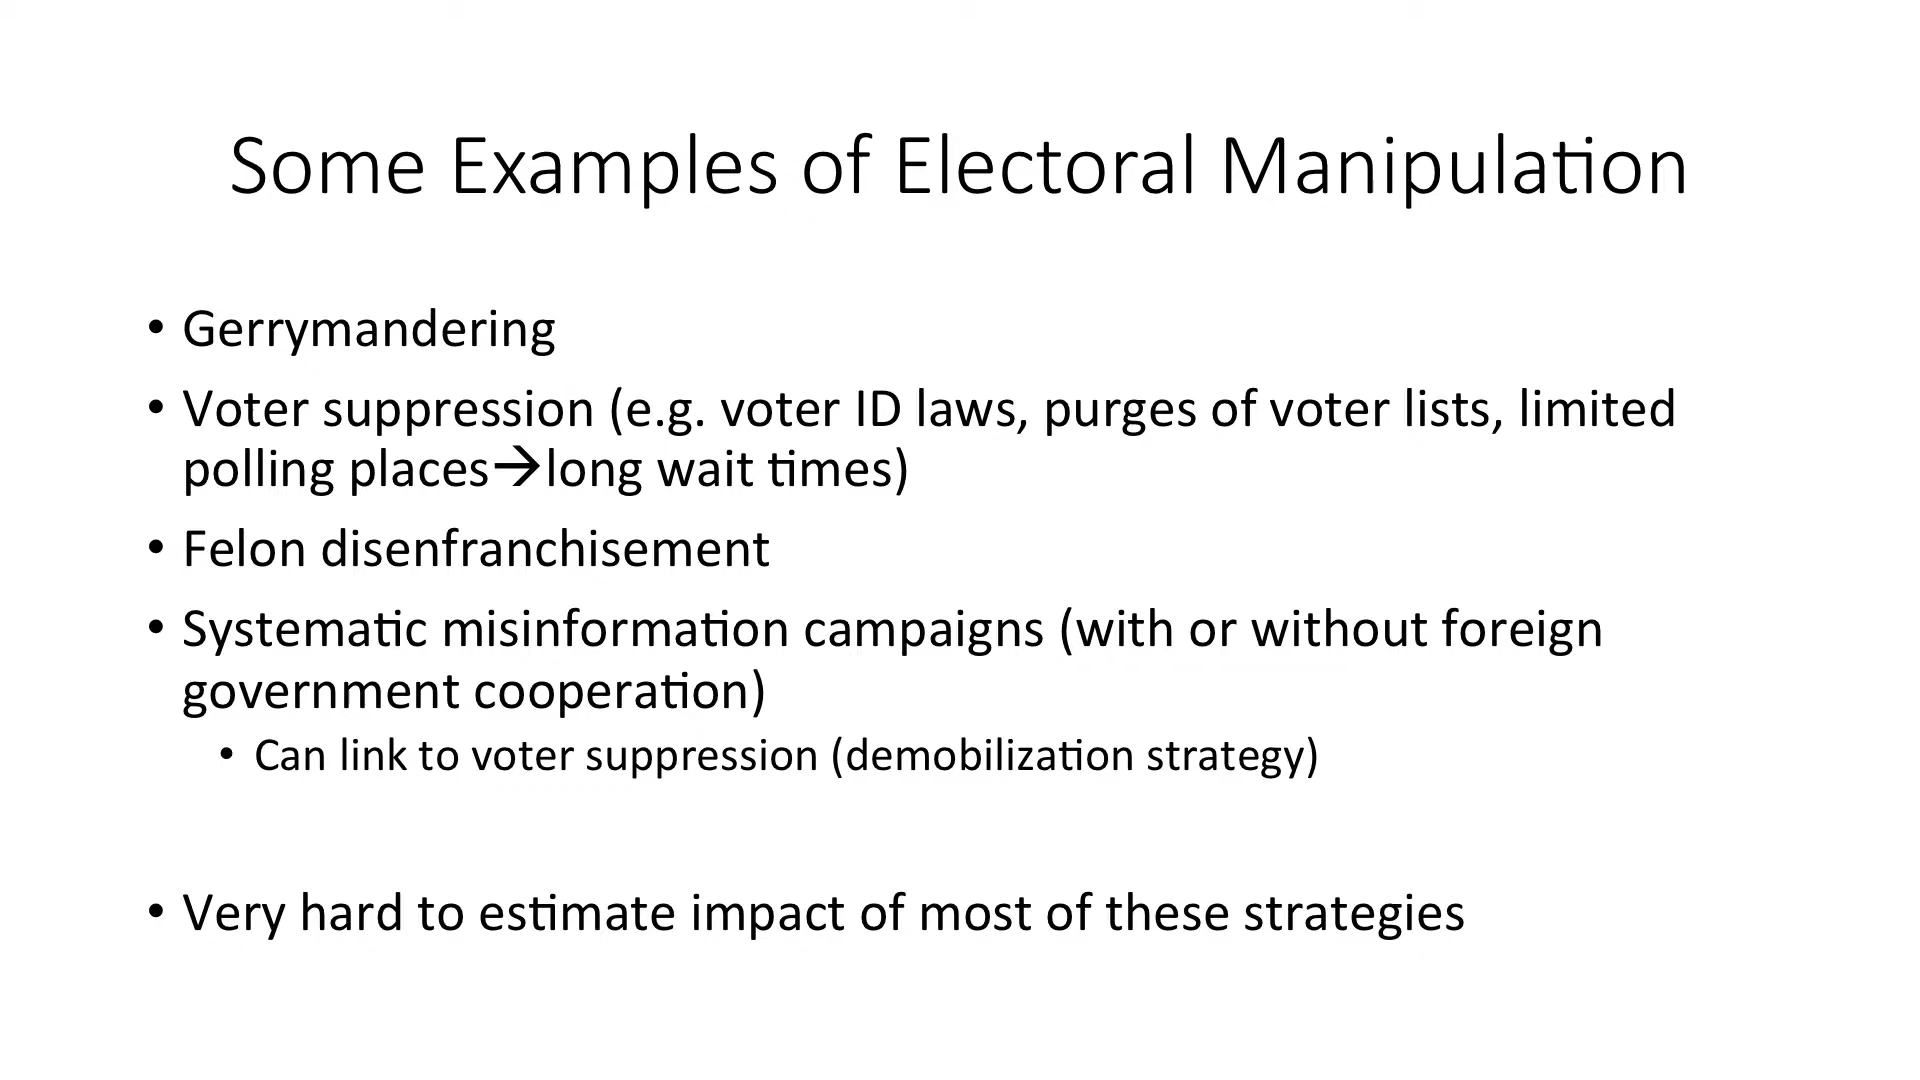 Some Examples of Electoral Manipulation
• Gerrymandering
• Voter suppression (e.g. voter ID laws, purges of voter lists, limited
polling places→long wait times)
• Felon disenfranchisement
• Systematic misinformation campaigns (with or without foreign
government cooperation)
• Can link to voter suppression (demobilization strategy)
• Very hard to estimate impact of most of these strategies